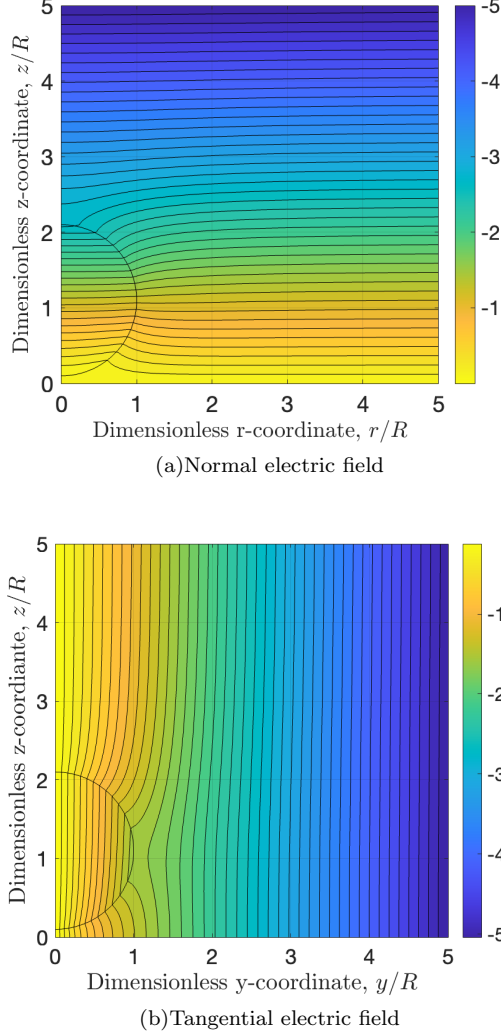 5
4
3
2
1
0
Dimensionless z-coordinate, z/R
0 1 2 3 4 5
Dimensionless r-coordinate, r/R
-5
-4
-3
-2
-1
(a)Normal electric field
5
4
3
2
1
0
Dimensionless z-coordiante, z/R
0 1 2 3 4 5
Dimensionless y-coordinate, y/R
-1
-2
-3
-4
-5
(b)Tangential electric field